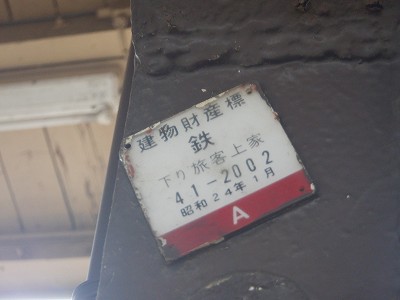 建物財産標
鉄
下り旅客上家
41-2002
昭和24年1月
A